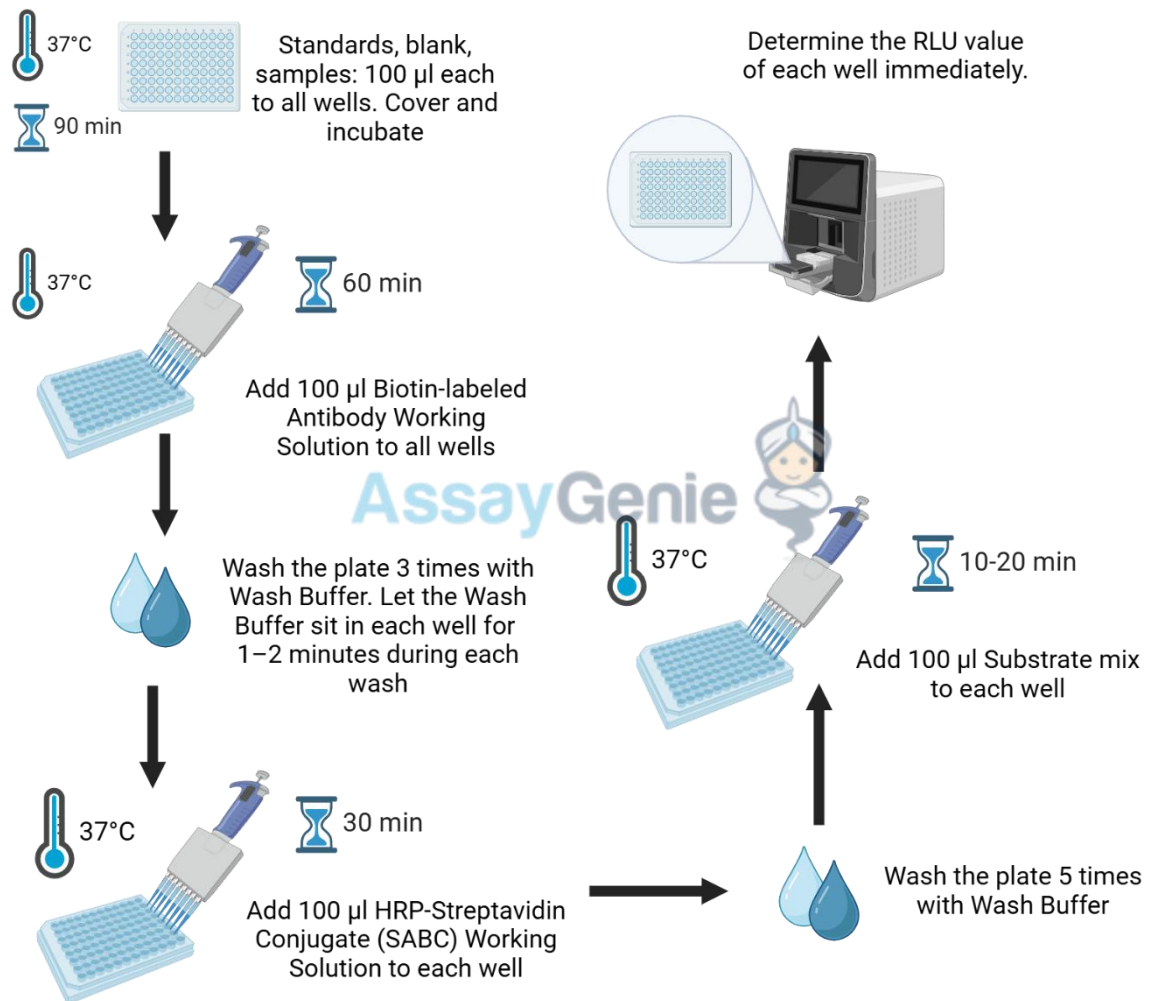 37°C
90 min
Standards, blank,
samples: 100 µl each
to all wells. Cover and
incubate
37°C
60 min
Add 100 µl Biotin-labeled
Antibody Working
Solution to all wells
Wash the plate 3 times with
Wash Buffer. Let the Wash
Buffer sit in each well for
1–2 minutes during each
wash
37°C
30 min
Add 100 µl HRP-Streptavidin
Conjugate (SABC) Working
Solution to each well
Wash the plate 5 times
with Wash Buffer
37°C
10-20 min
Add 100 µl Substrate mix
to each well
Determine the RLU value
of each well immediately.
AssayGenie